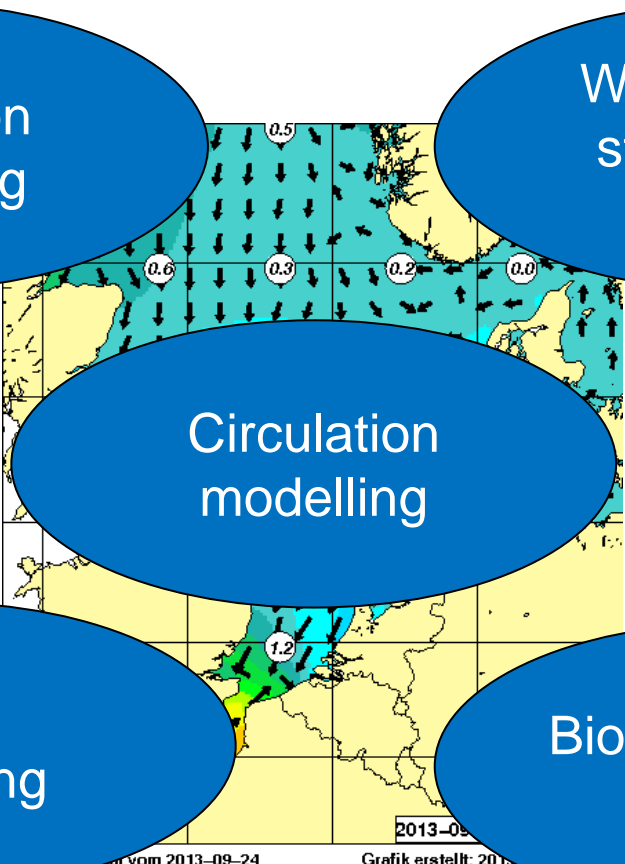 n
g
W
st
0.5
0.6 0.3 0.2 0.0
Circulation
modelling
1.2
Bio
ng
2013-09
vom 2013-09-24 Grafik erstellt: 201